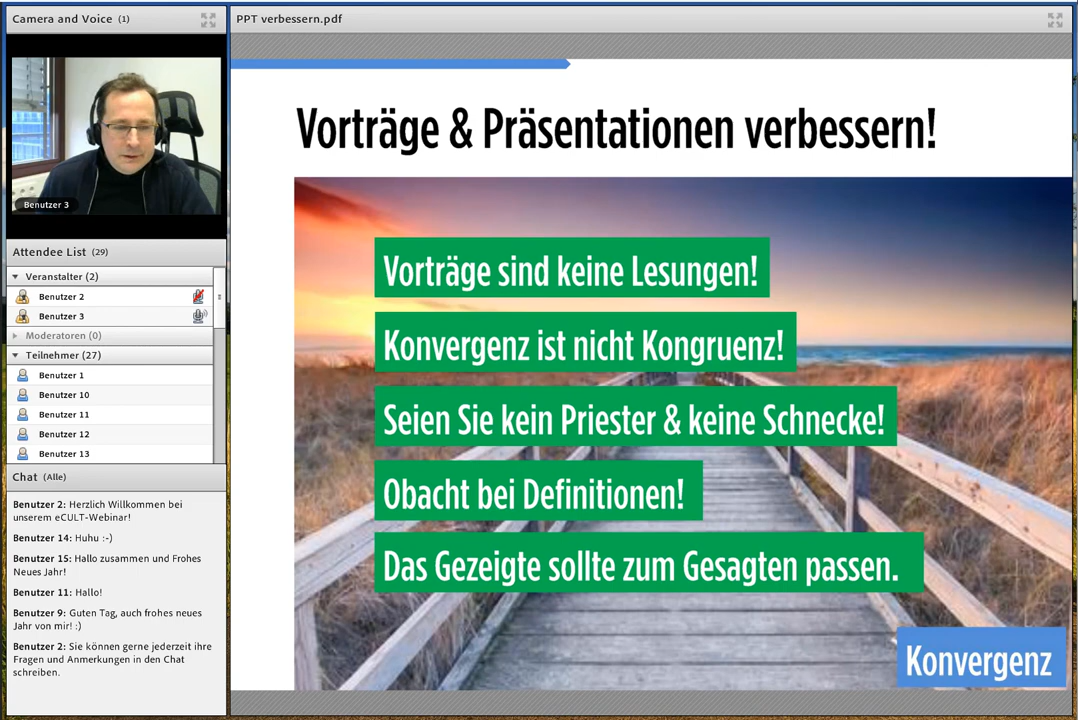 Camera and Voice (1)
Benutzer 3
Attendee List (29)
Veranstalter (2)
Benutzer 2
Benutzer 3
Moderatoren (0)
Teilnehmer (27)
Benutzer 1
Benutzer 10
Benutzer 11
Benutzer 12
Benutzer 13
Chat (Alle)
Benutzer 2: Herzlich Willkommen bei
unserem eCULT-Webinar!
Benutzer 14: Huhu :-)
Benutzer 15: Hallo zusammen und Frohes
Neues Jahr!
Benutzer 11: Hallo!
Benutzer 9: Guten Tag, auch frohes neues
Jahr von mir! :)
Benutzer 2: Sie können gerne jederzeit ihre
Fragen und Anmerkungen in den Chat
schreiben.
PPT verbessern.pdf
Vorträge & Präsentationen verbessern!
Vorträge sind keine Lesungen!
Konvergenz ist nicht Kongruenz!
Seien Sie kein Priester & keine Schnecke!
Obacht bei Definitionen!
Das Gezeigte sollte zum Gesagten passen.
Konvergenz